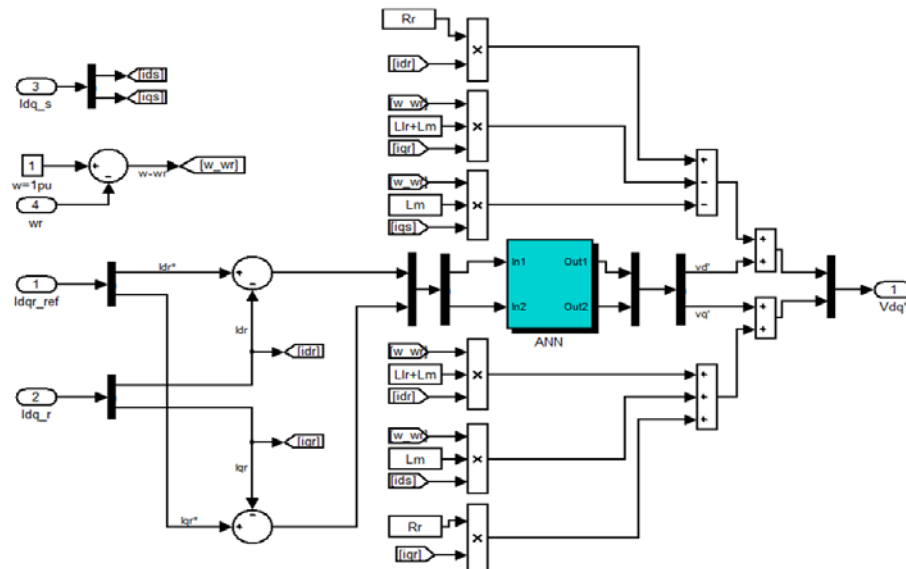 Rr
[idr]
×
[w_wr]
Llr+Lm
[iqr]
×
[w_wr]
Lm
[iqs]
×
3
Idq_s
[ids]
[iqs]
1
w=1pu
+
−
w-wr
[w_wr]
4
wr
+
−
−
1
Idqr_ref
Idr*
+
−
Idr
[idr]
2
Idq_r
[iqr]
Iqr
Iqr*
+
−
In1
In2
Out1
Out2
ANN
vd'
vq'
+
+
+
+
1
Vdq'
[w_wr]
Llr+Lm
[idr]
×
+
+
+
[w_wr]
Lm
[ids]
×
Rr
[iqr]
×